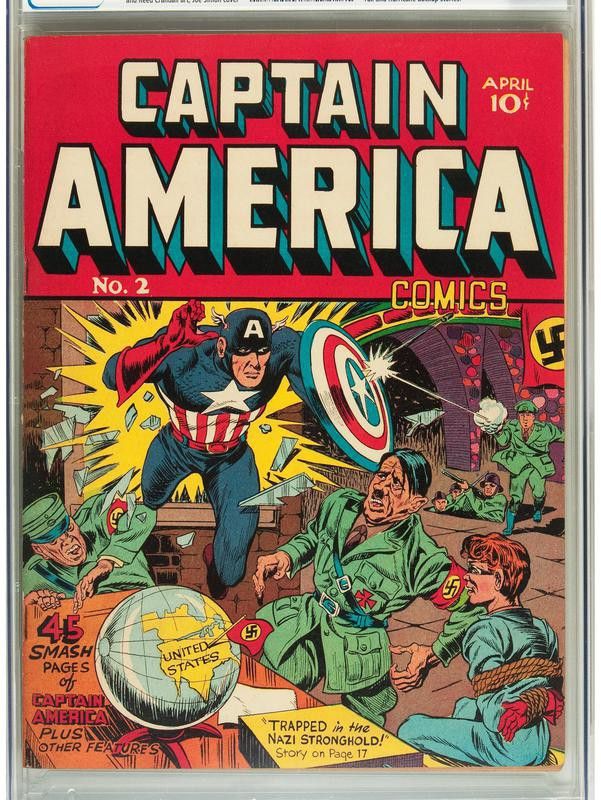 CAPTAIN
AMERICA
APRIL
10¢
No. 2
COMICS
A
UNITED
STATES
45
SMASH
PAGES
of
CAPTAIN
AMERICA
PLUS
OTHER FEATURES
"TRAPPED in the
NAZI STRONGHOLD!"
Story on Page 17